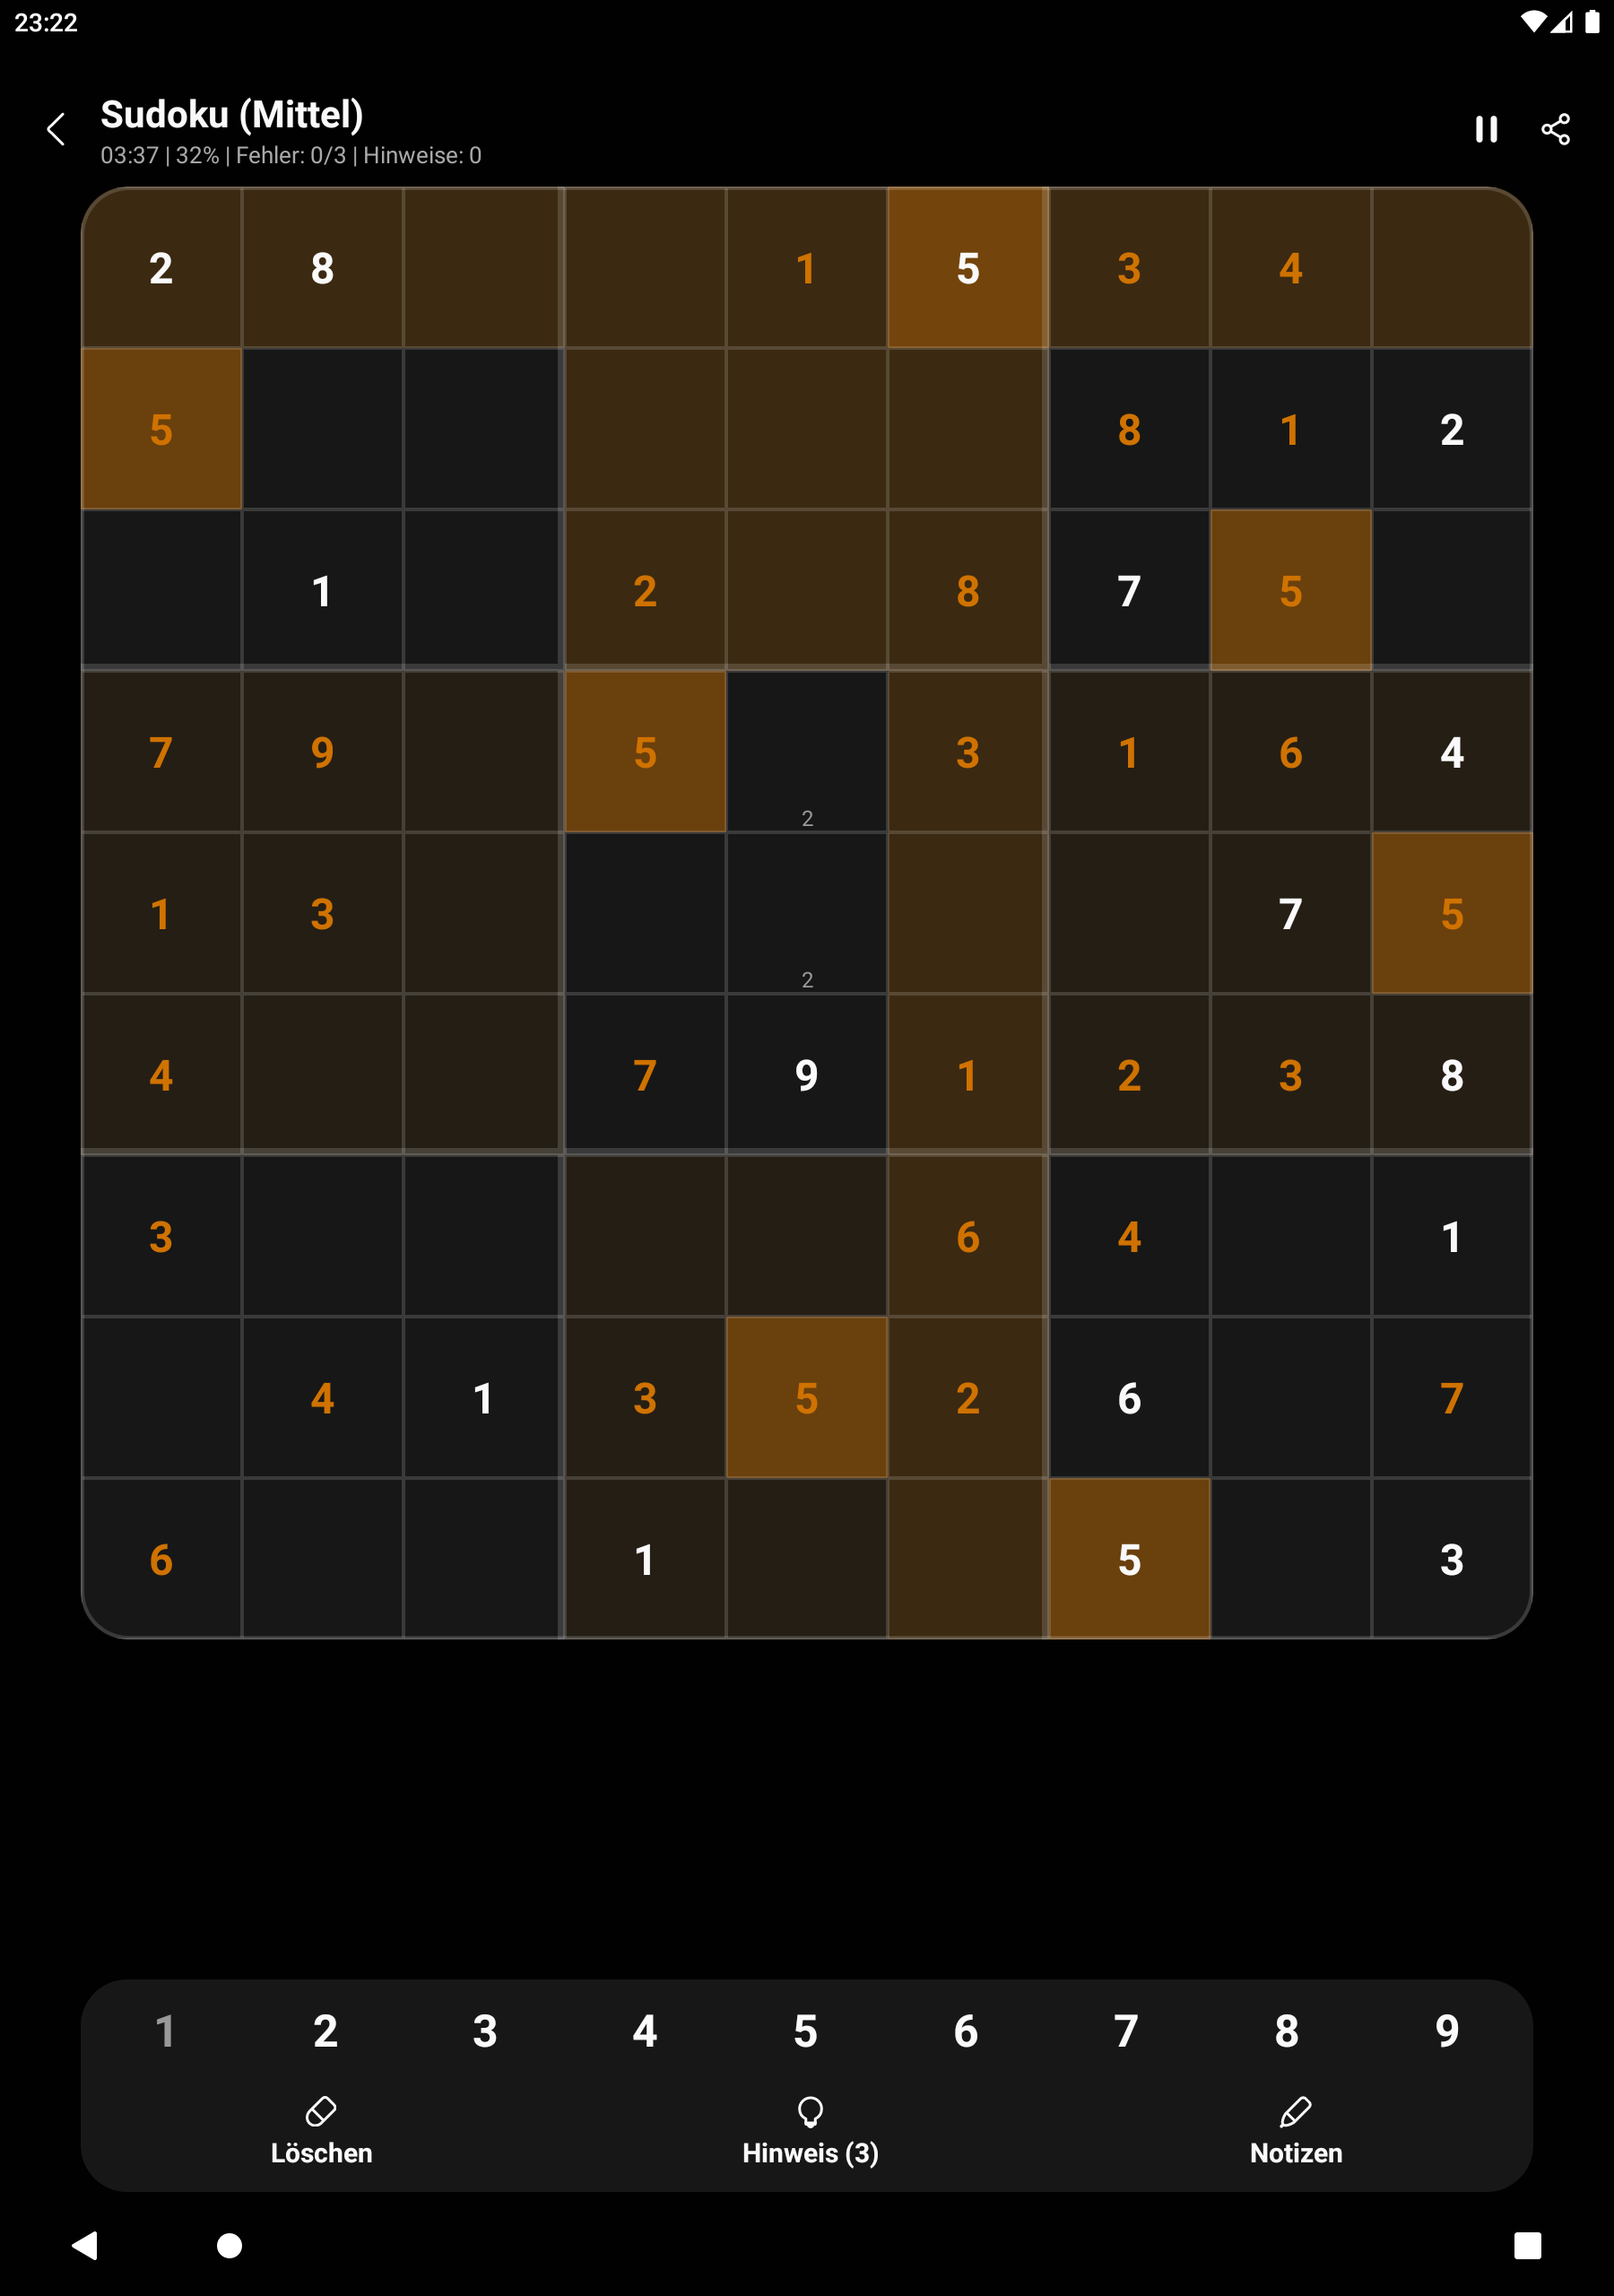 23:22
Sudoku (Mittel)
03:37 | 32% | Fehler: 0/3 | Hinweise: 0
2 8 1 5 3 4
5 8 1 2
1 2 8 7 5
7 9 5 3 1 6 4
2
1 3 7 5
2
4 7 9 1 2 3 8
3 6 4 1
4 1 3 5 2 6 7
6 1 5 3
1 2 3 4 5 6 7 8 9
Löschen Hinweis (3) Notizen